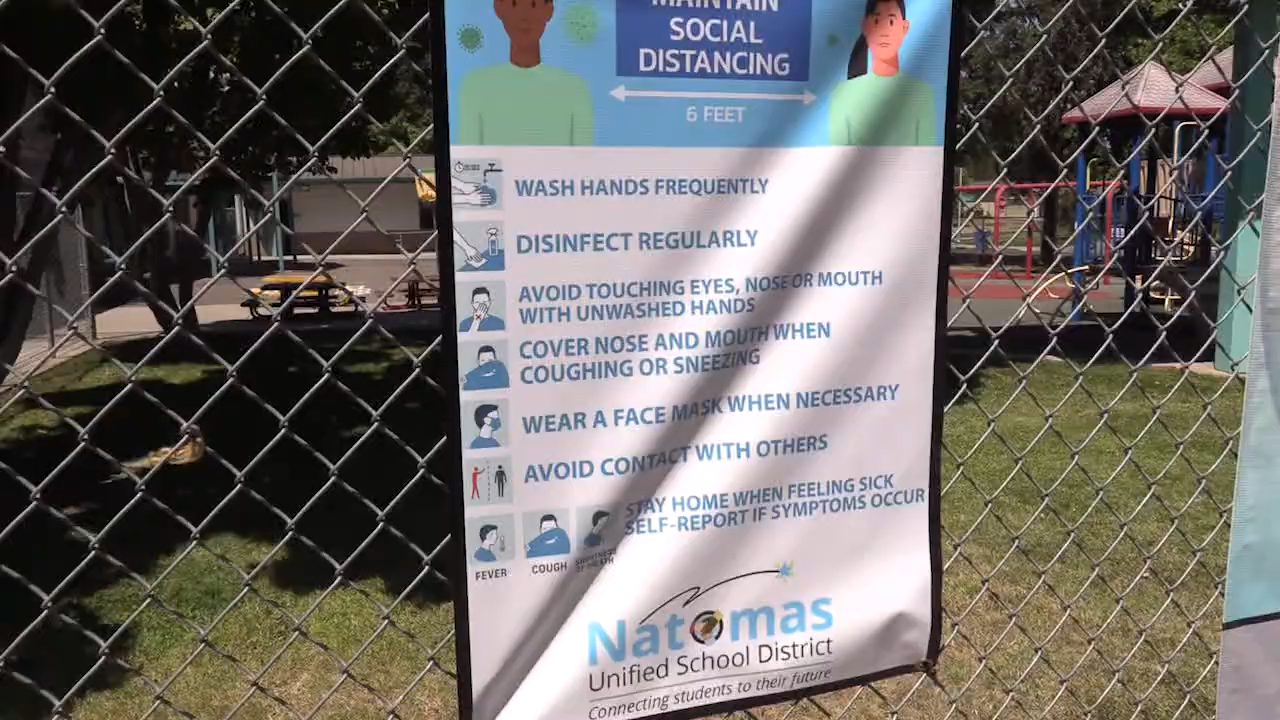 MAINTAIN
SOCIAL
DISTANCING
6 FEET
WASH HANDS FREQUENTLY
DISINFECT REGULARLY
AVOID TOUCHING EYES, NOSE OR MOUTH
WITH UNWASHED HANDS
COVER NOSE AND MOUTH WHEN
COUGHING OR SNEEZING
WEAR A FACE MASK WHEN NECESSARY
AVOID CONTACT WITH OTHERS
STAY HOME WHEN FEELING SICK
SELF-REPORT IF SYMPTOMS OCCUR
FEVER
COUGH
SHORTNESS
OF BREATH
Natomas
Unified School District
Connecting students to their future